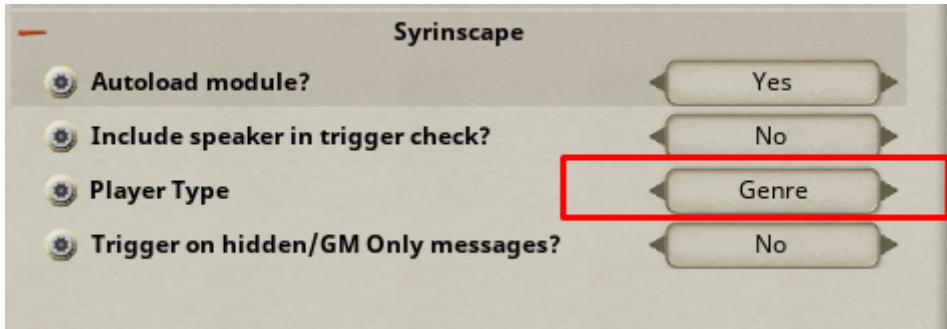 Syrinscape
Autoload module? Yes
Include speaker in trigger check? No
Player Type Genre
Trigger on hidden/GM Only messages? No